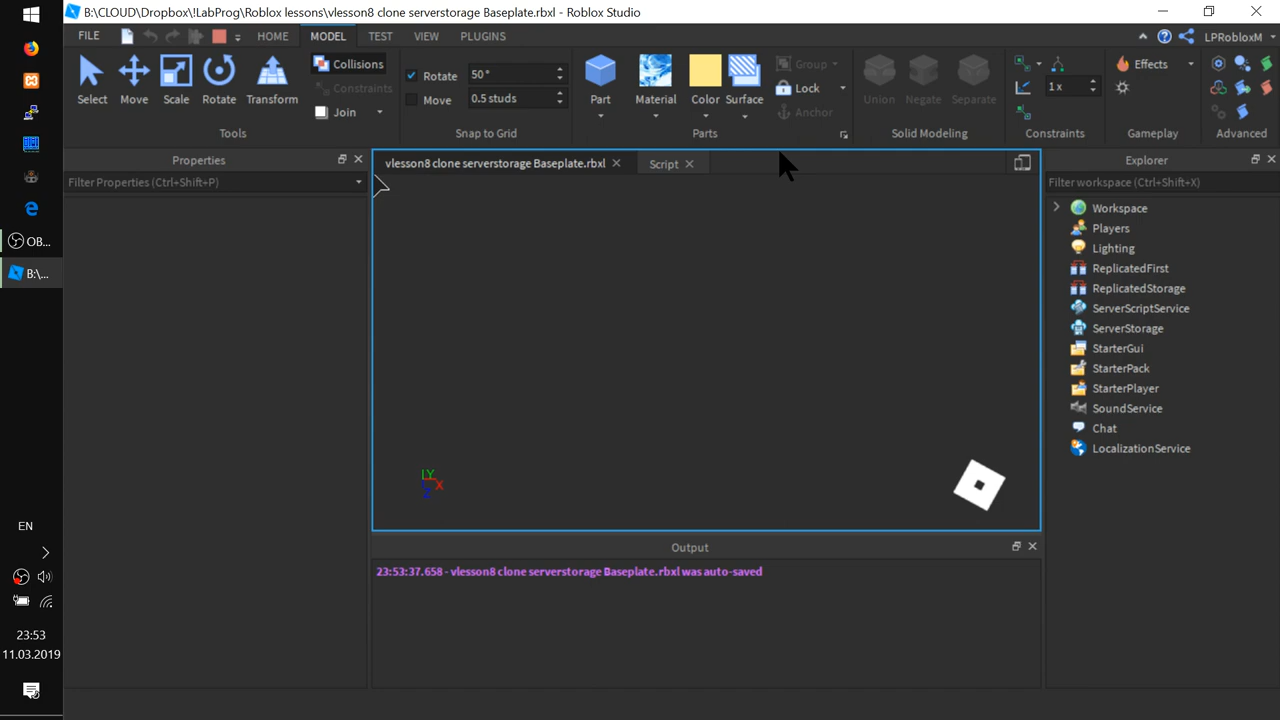 B:\CLOUD\Dropbox\!LabProg\Roblox lessons\vlesson8 clone serverstorage Baseplate.rbxl - Roblox Studio
FILE HOME MODEL TEST VIEW PLUGINS LPRobloxM
Select Move Scale Rotate Transform
Collisions
Constraints
Join
Tools
Rotate 50°
Move 0.5 studs
Snap to Grid
Part Material Color Surface
Group
Lock
Anchor
Parts
Union Negate Separate
Solid Modeling
1 x
Constraints
Effects
Gameplay
Advanced
Properties
Filter Properties (Ctrl+Shift+P)
vlesson8 clone serverstorage Baseplate.rbxl
Script
Explorer
Filter workspace (Ctrl+Shift+X)
Workspace
Players
Lighting
ReplicatedFirst
ReplicatedStorage
ServerScriptService
ServerStorage
StarterGui
StarterPack
StarterPlayer
SoundService
Chat
LocalizationService
Y
X
Z
Output
23:53:37.658 - vlesson8 clone serverstorage Baseplate.rbxl was auto-saved
OB...
B:\...
EN
23:53
11.03.2019